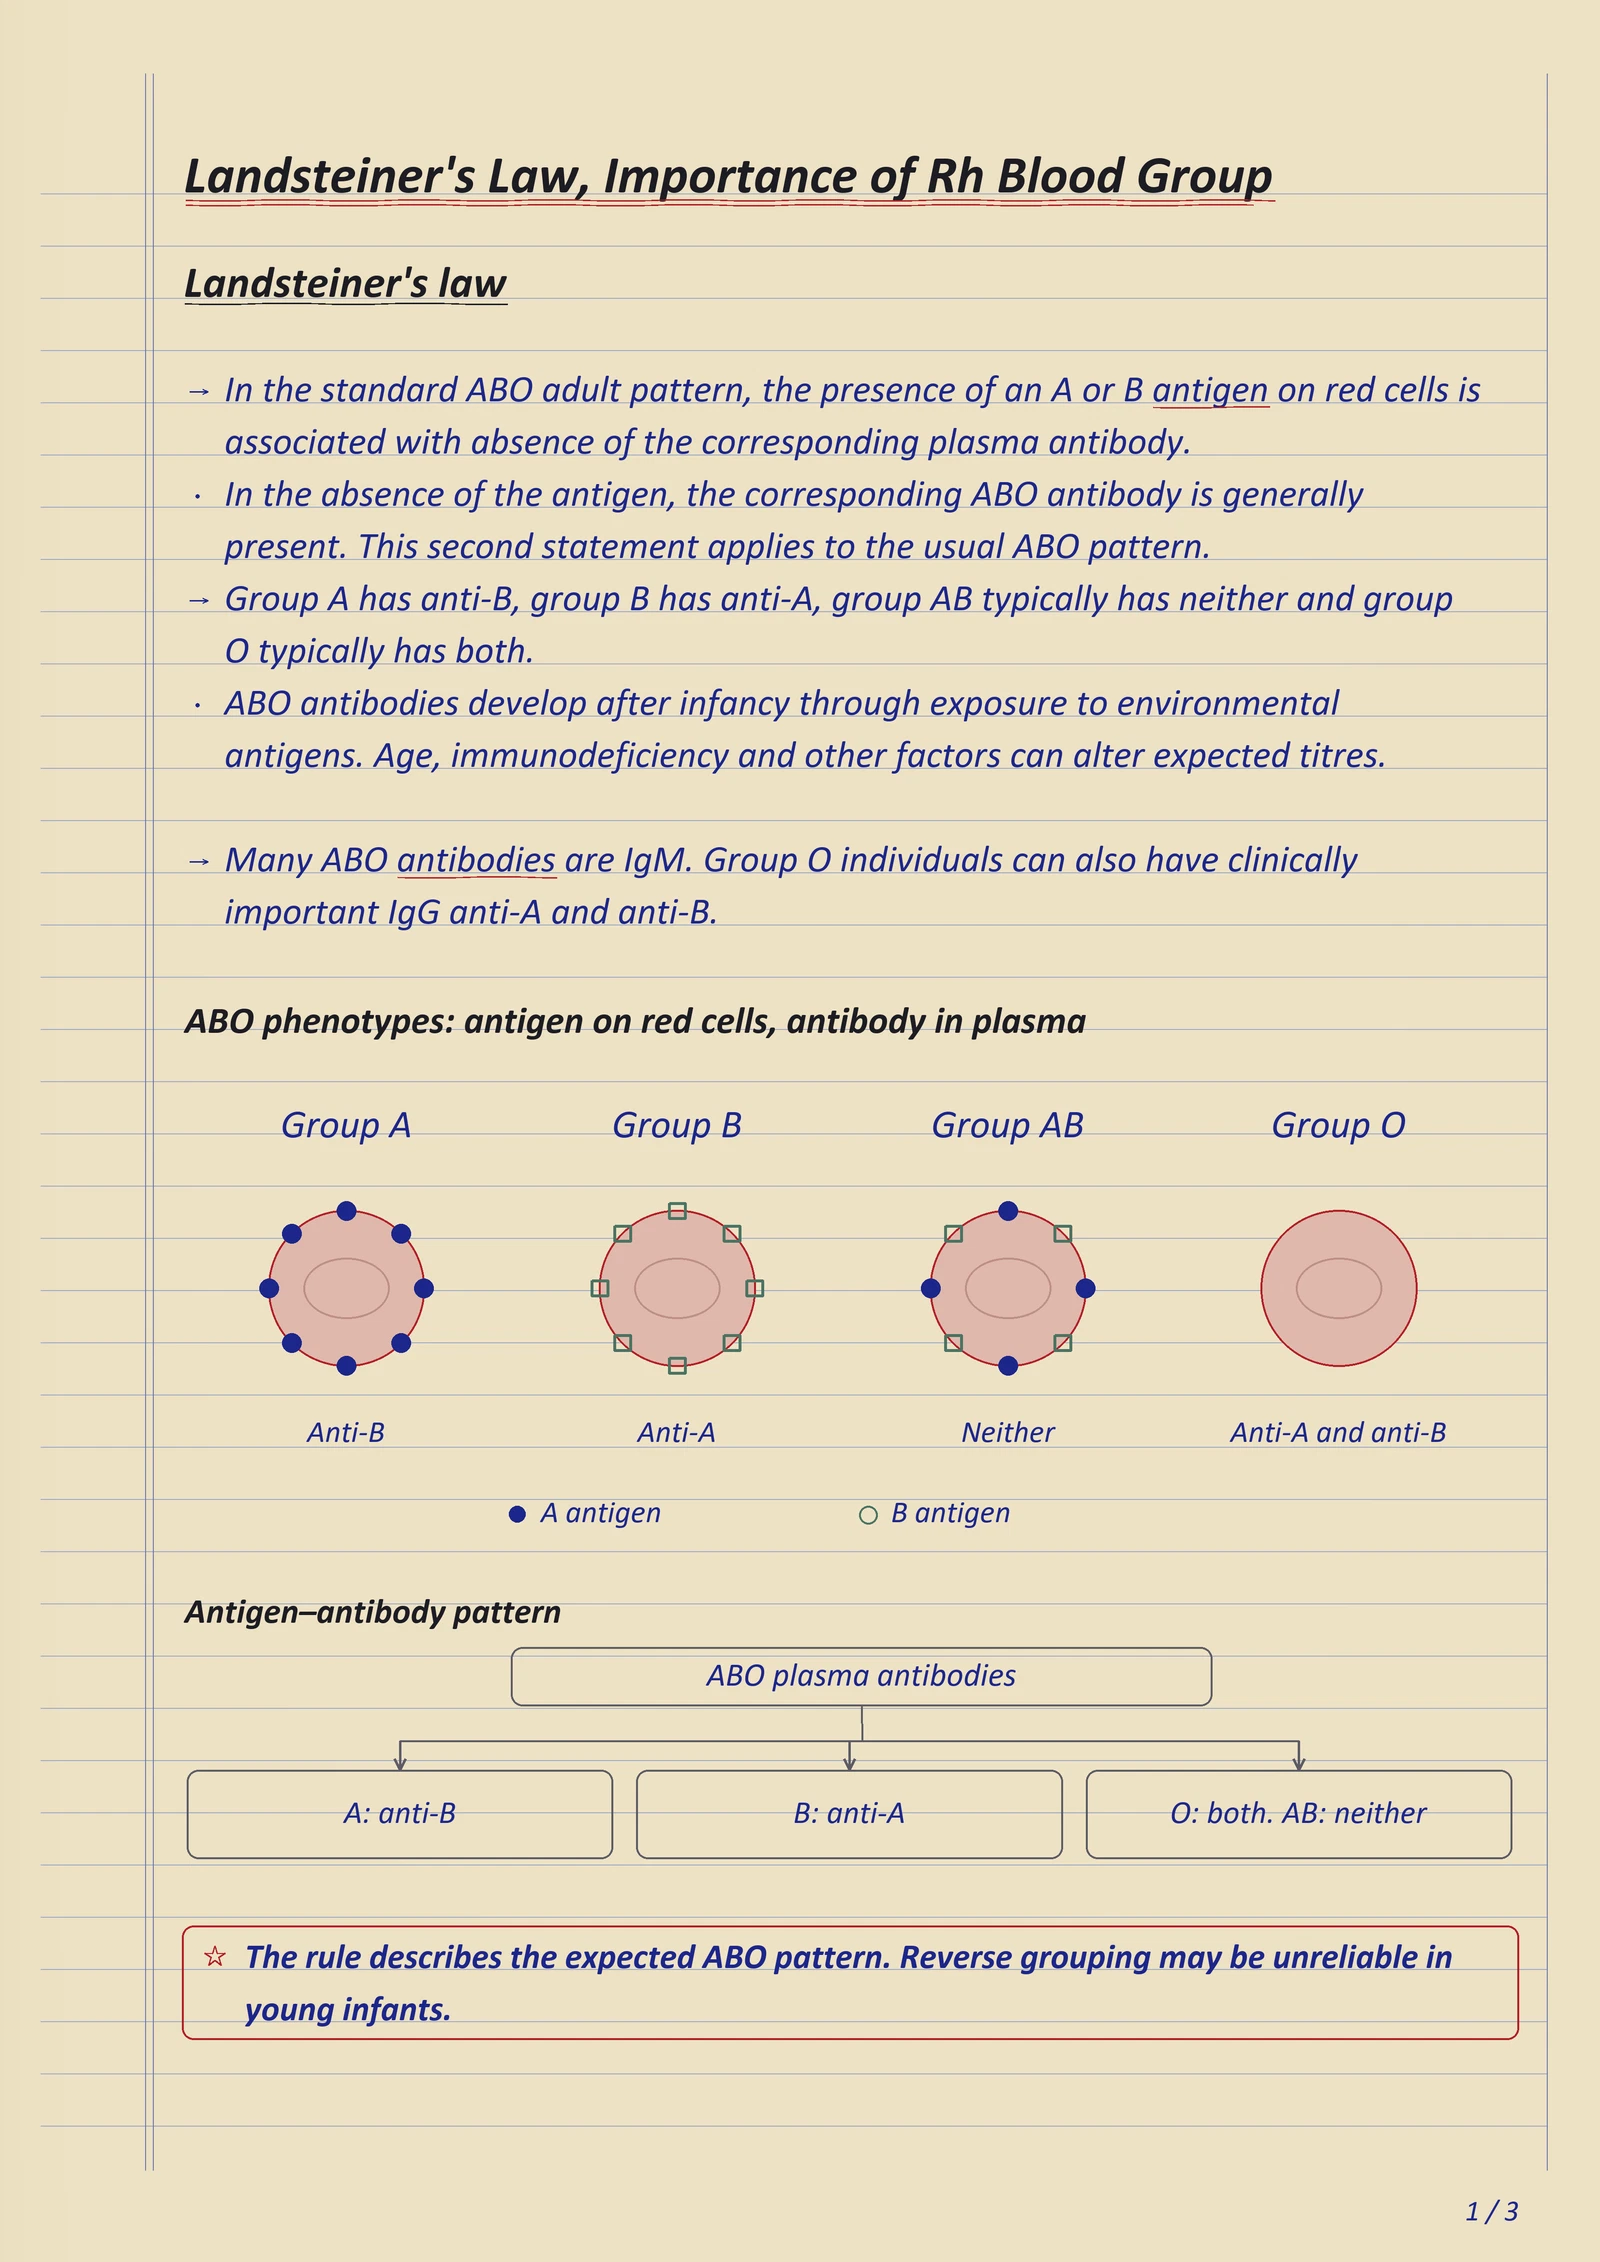 Landsteiner's Law, Importance of Rh Blood Group
Landsteiner's law
→ In the standard ABO adult pattern, the presence of an A or B antigen on red cells is
associated with absence of the corresponding plasma antibody.
· In the absence of the antigen, the corresponding ABO antibody is generally
present. This second statement applies to the usual ABO pattern.
→ Group A has anti-B, group B has anti-A, group AB typically has neither and group
O typically has both.
· ABO antibodies develop after infancy through exposure to environmental
antigens. Age, immunodeficiency and other factors can alter expected titres.
→ Many ABO antibodies are IgM. Group O individuals can also have clinically
important IgG anti-A and anti-B.
ABO phenotypes: antigen on red cells, antibody in plasma
Group A Group B Group AB Group O
Anti-B Anti-A Neither Anti-A and anti-B
A antigen B antigen
Antigen–antibody pattern
ABO plasma antibodies
A: anti-B B: anti-A O: both. AB: neither
☆ The rule describes the expected ABO pattern. Reverse grouping may be unreliable in
young infants.
1 / 3